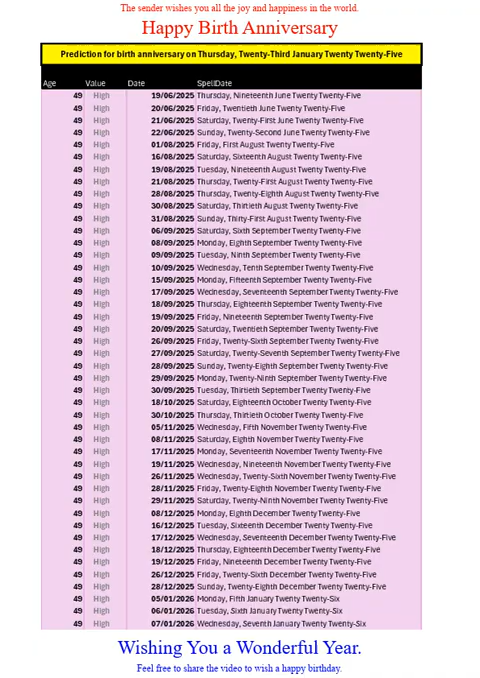 The sender wishes you all the joy and happiness in the world.
Happy Birth Anniversary
Prediction for birth anniversary on Thursday, Twenty-Third January Twenty Twenty-Five
Age Value Date SpellDate
49 High 19/06/2025 Thursday, Nineteenth June Twenty Twenty-Five
49 High 20/06/2025 Friday, Twentieth June Twenty Twenty-Five
49 High 21/06/2025 Saturday, Twenty-First June Twenty Twenty-Five
49 High 22/06/2025 Sunday, Twenty-Second June Twenty Twenty-Five
49 High 01/08/2025 Friday, First August Twenty Twenty-Five
49 High 16/08/2025 Saturday, Sixteenth August Twenty Twenty-Five
49 High 19/08/2025 Tuesday, Nineteenth August Twenty Twenty-Five
49 High 21/08/2025 Thursday, Twenty-First August Twenty Twenty-Five
49 High 28/08/2025 Thursday, Twenty-Eighth August Twenty Twenty-Five
49 High 30/08/2025 Saturday, Thirtieth August Twenty Twenty-Five
49 High 31/08/2025 Sunday, Thirty-First August Twenty Twenty-Five
49 High 06/09/2025 Saturday, Sixth September Twenty Twenty-Five
49 High 08/09/2025 Monday, Eighth September Twenty Twenty-Five
49 High 09/09/2025 Tuesday, Ninth September Twenty Twenty-Five
49 High 10/09/2025 Wednesday, Tenth September Twenty Twenty-Five
49 High 15/09/2025 Monday, Fifteenth September Twenty Twenty-Five
49 High 17/09/2025 Wednesday, Seventeenth September Twenty Twenty-Five
49 High 18/09/2025 Thursday, Eighteenth September Twenty Twenty-Five
49 High 19/09/2025 Friday, Nineteenth September Twenty Twenty-Five
49 High 20/09/2025 Saturday, Twentieth September Twenty Twenty-Five
49 High 26/09/2025 Friday, Twenty-Sixth September Twenty Twenty-Five
49 High 27/09/2025 Saturday, Twenty-Seventh September Twenty Twenty-Five
49 High 28/09/2025 Sunday, Twenty-Eighth September Twenty Twenty-Five
49 High 29/09/2025 Monday, Twenty-Ninth September Twenty Twenty-Five
49 High 30/09/2025 Tuesday, Thirtieth September Twenty Twenty-Five
49 High 18/10/2025 Saturday, Eighteenth October Twenty Twenty-Five
49 High 30/10/2025 Thursday, Thirtieth October Twenty Twenty-Five
49 High 05/11/2025 Wednesday, Fifth November Twenty Twenty-Five
49 High 08/11/2025 Saturday, Eighth November Twenty Twenty-Five
49 High 17/11/2025 Monday, Seventeenth November Twenty Twenty-Five
49 High 19/11/2025 Wednesday, Nineteenth November Twenty Twenty-Five
49 High 26/11/2025 Wednesday, Twenty-Sixth November Twenty Twenty-Five
49 High 28/11/2025 Friday, Twenty-Eighth November Twenty Twenty-Five
49 High 29/11/2025 Saturday, Twenty-Ninth November Twenty Twenty-Five
49 High 08/12/2025 Monday, Eighth December Twenty Twenty-Five
49 High 16/12/2025 Tuesday, Sixteenth December Twenty Twenty-Five
49 High 17/12/2025 Wednesday, Seventeenth December Twenty Twenty-Five
49 High 18/12/2025 Thursday, Eighteenth December Twenty Twenty-Five
49 High 19/12/2025 Friday, Nineteenth December Twenty Twenty-Five
49 High 26/12/2025 Friday, Twenty-Sixth December Twenty Twenty-Five
49 High 28/12/2025 Sunday, Twenty-Eighth December Twenty Twenty-Five
49 High 05/01/2026 Monday, Fifth January Twenty Twenty-Six
49 High 06/01/2026 Tuesday, Sixth January Twenty Twenty-Six
49 High 07/01/2026 Wednesday, Seventh January Twenty Twenty-Six
Wishing You a Wonderful Year.
Feel free to share the video to wish a happy birthday.